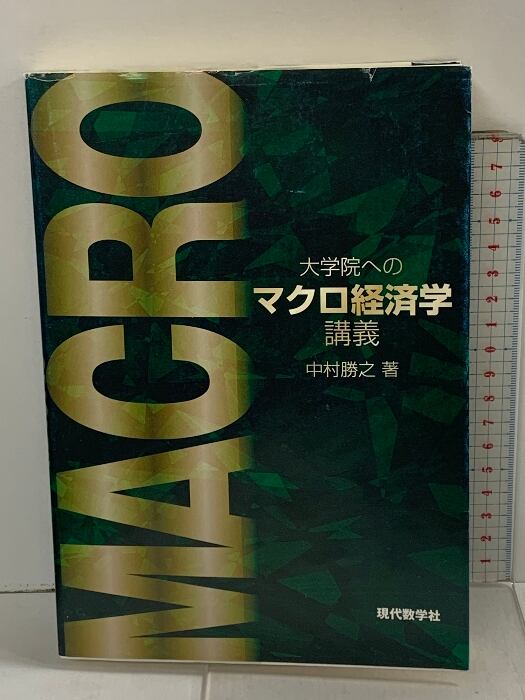 MACRO
大学院への
マクロ経済学
講義
中村勝之 著
現代数学社